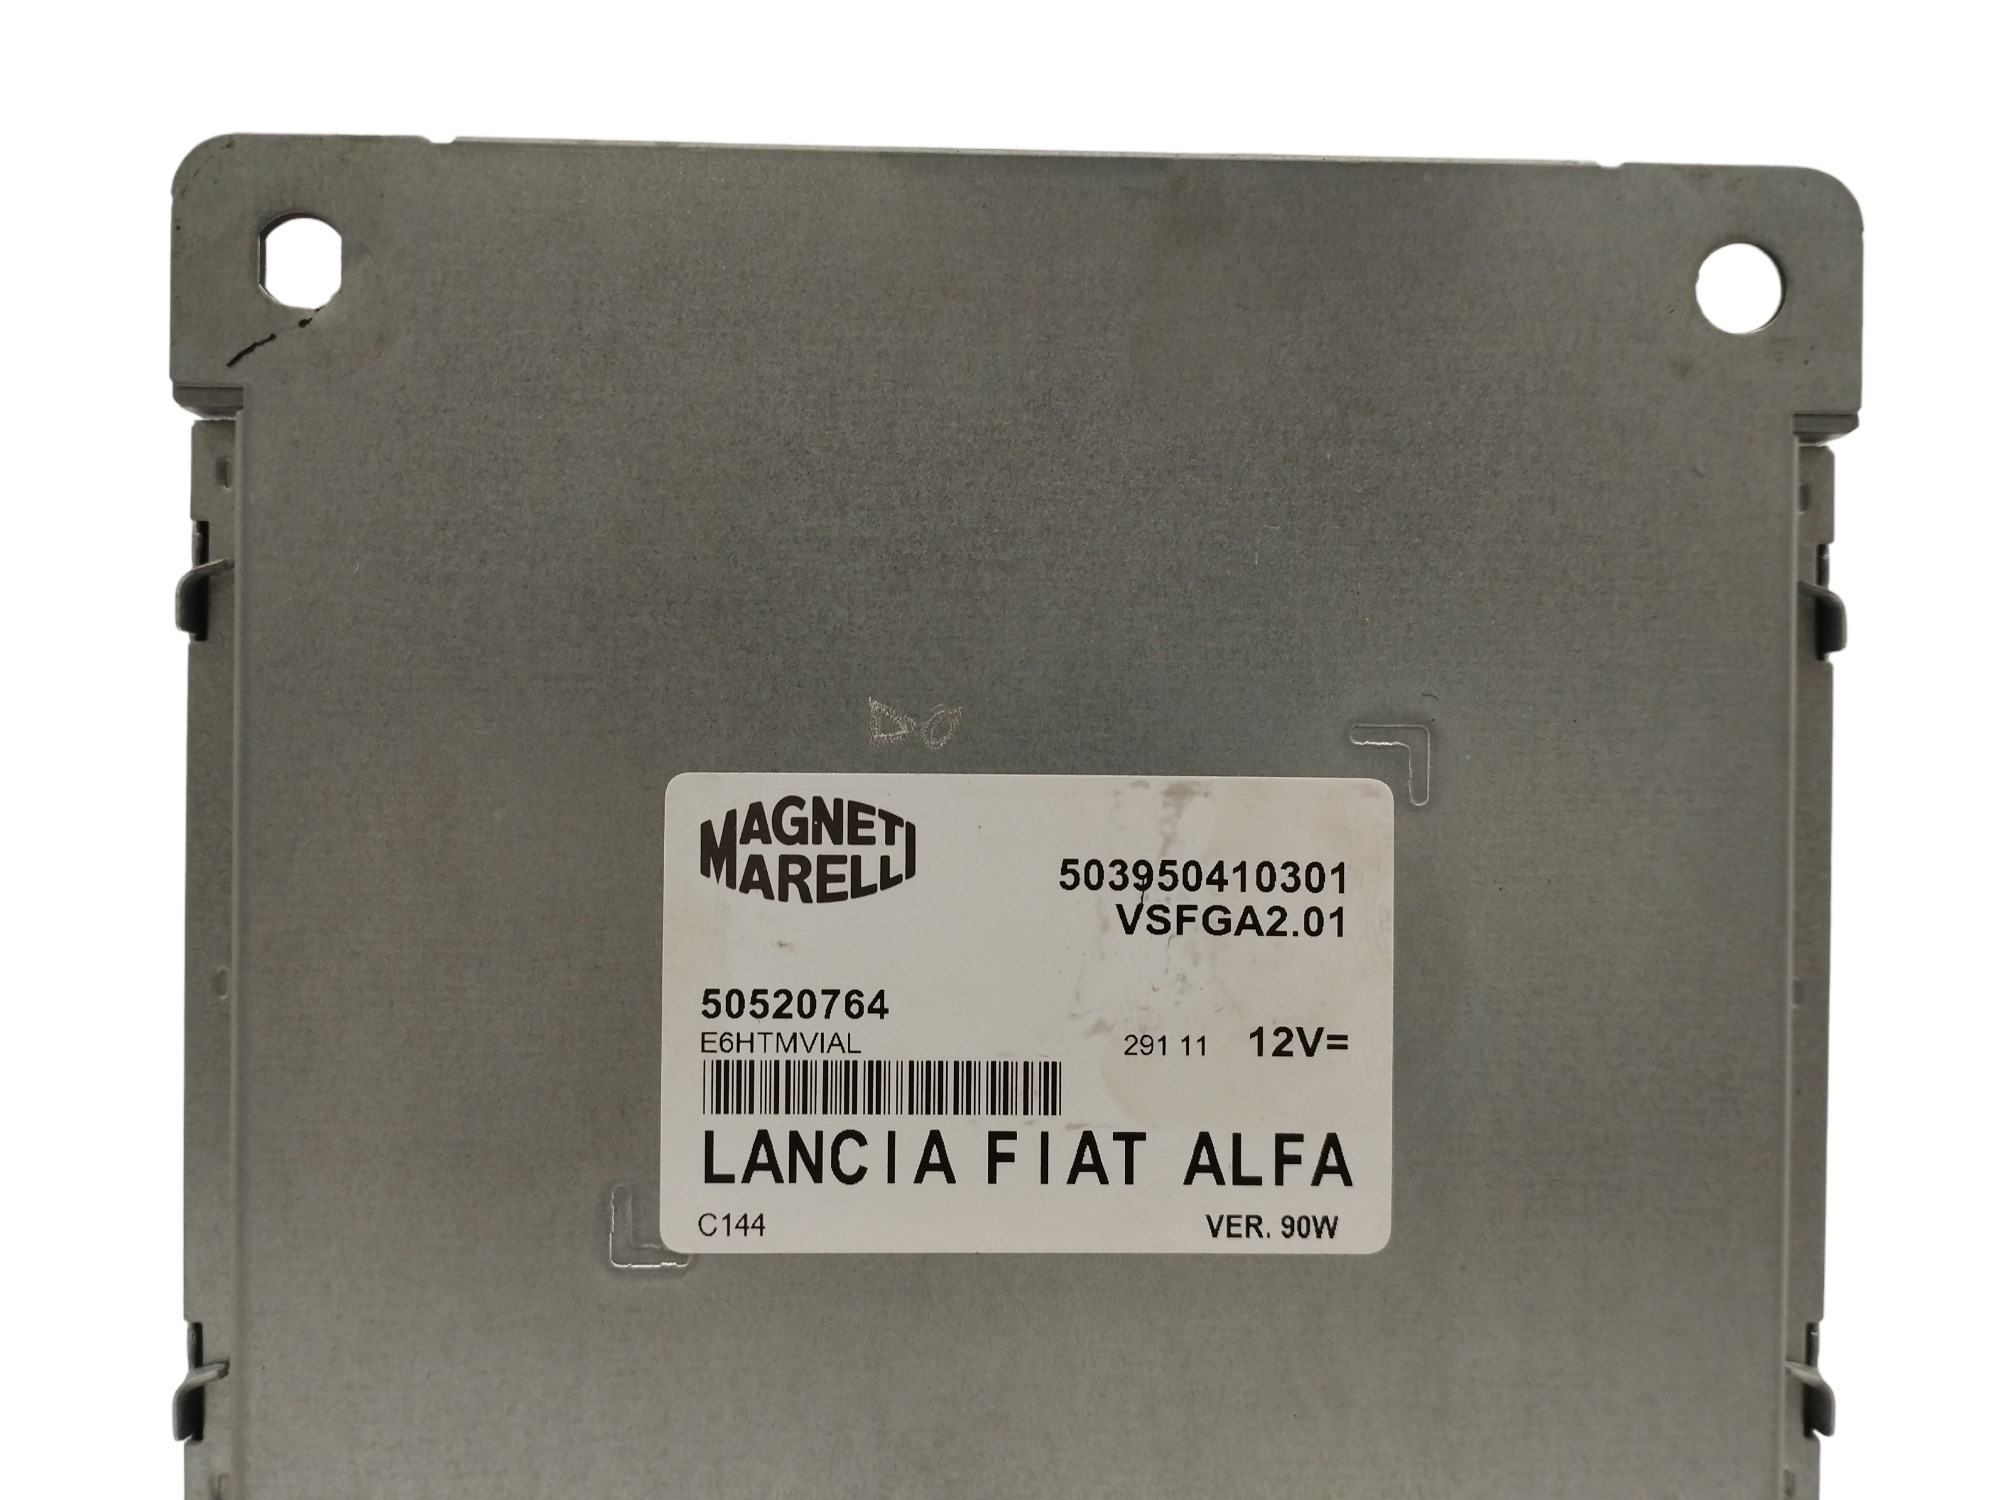 MAGNETI
MARELLI
503950410301
VSFGA2.01
50520764
E6HTMVIAL
291 11 12V=
LANCIA FIAT ALFA
C144 VER. 90W